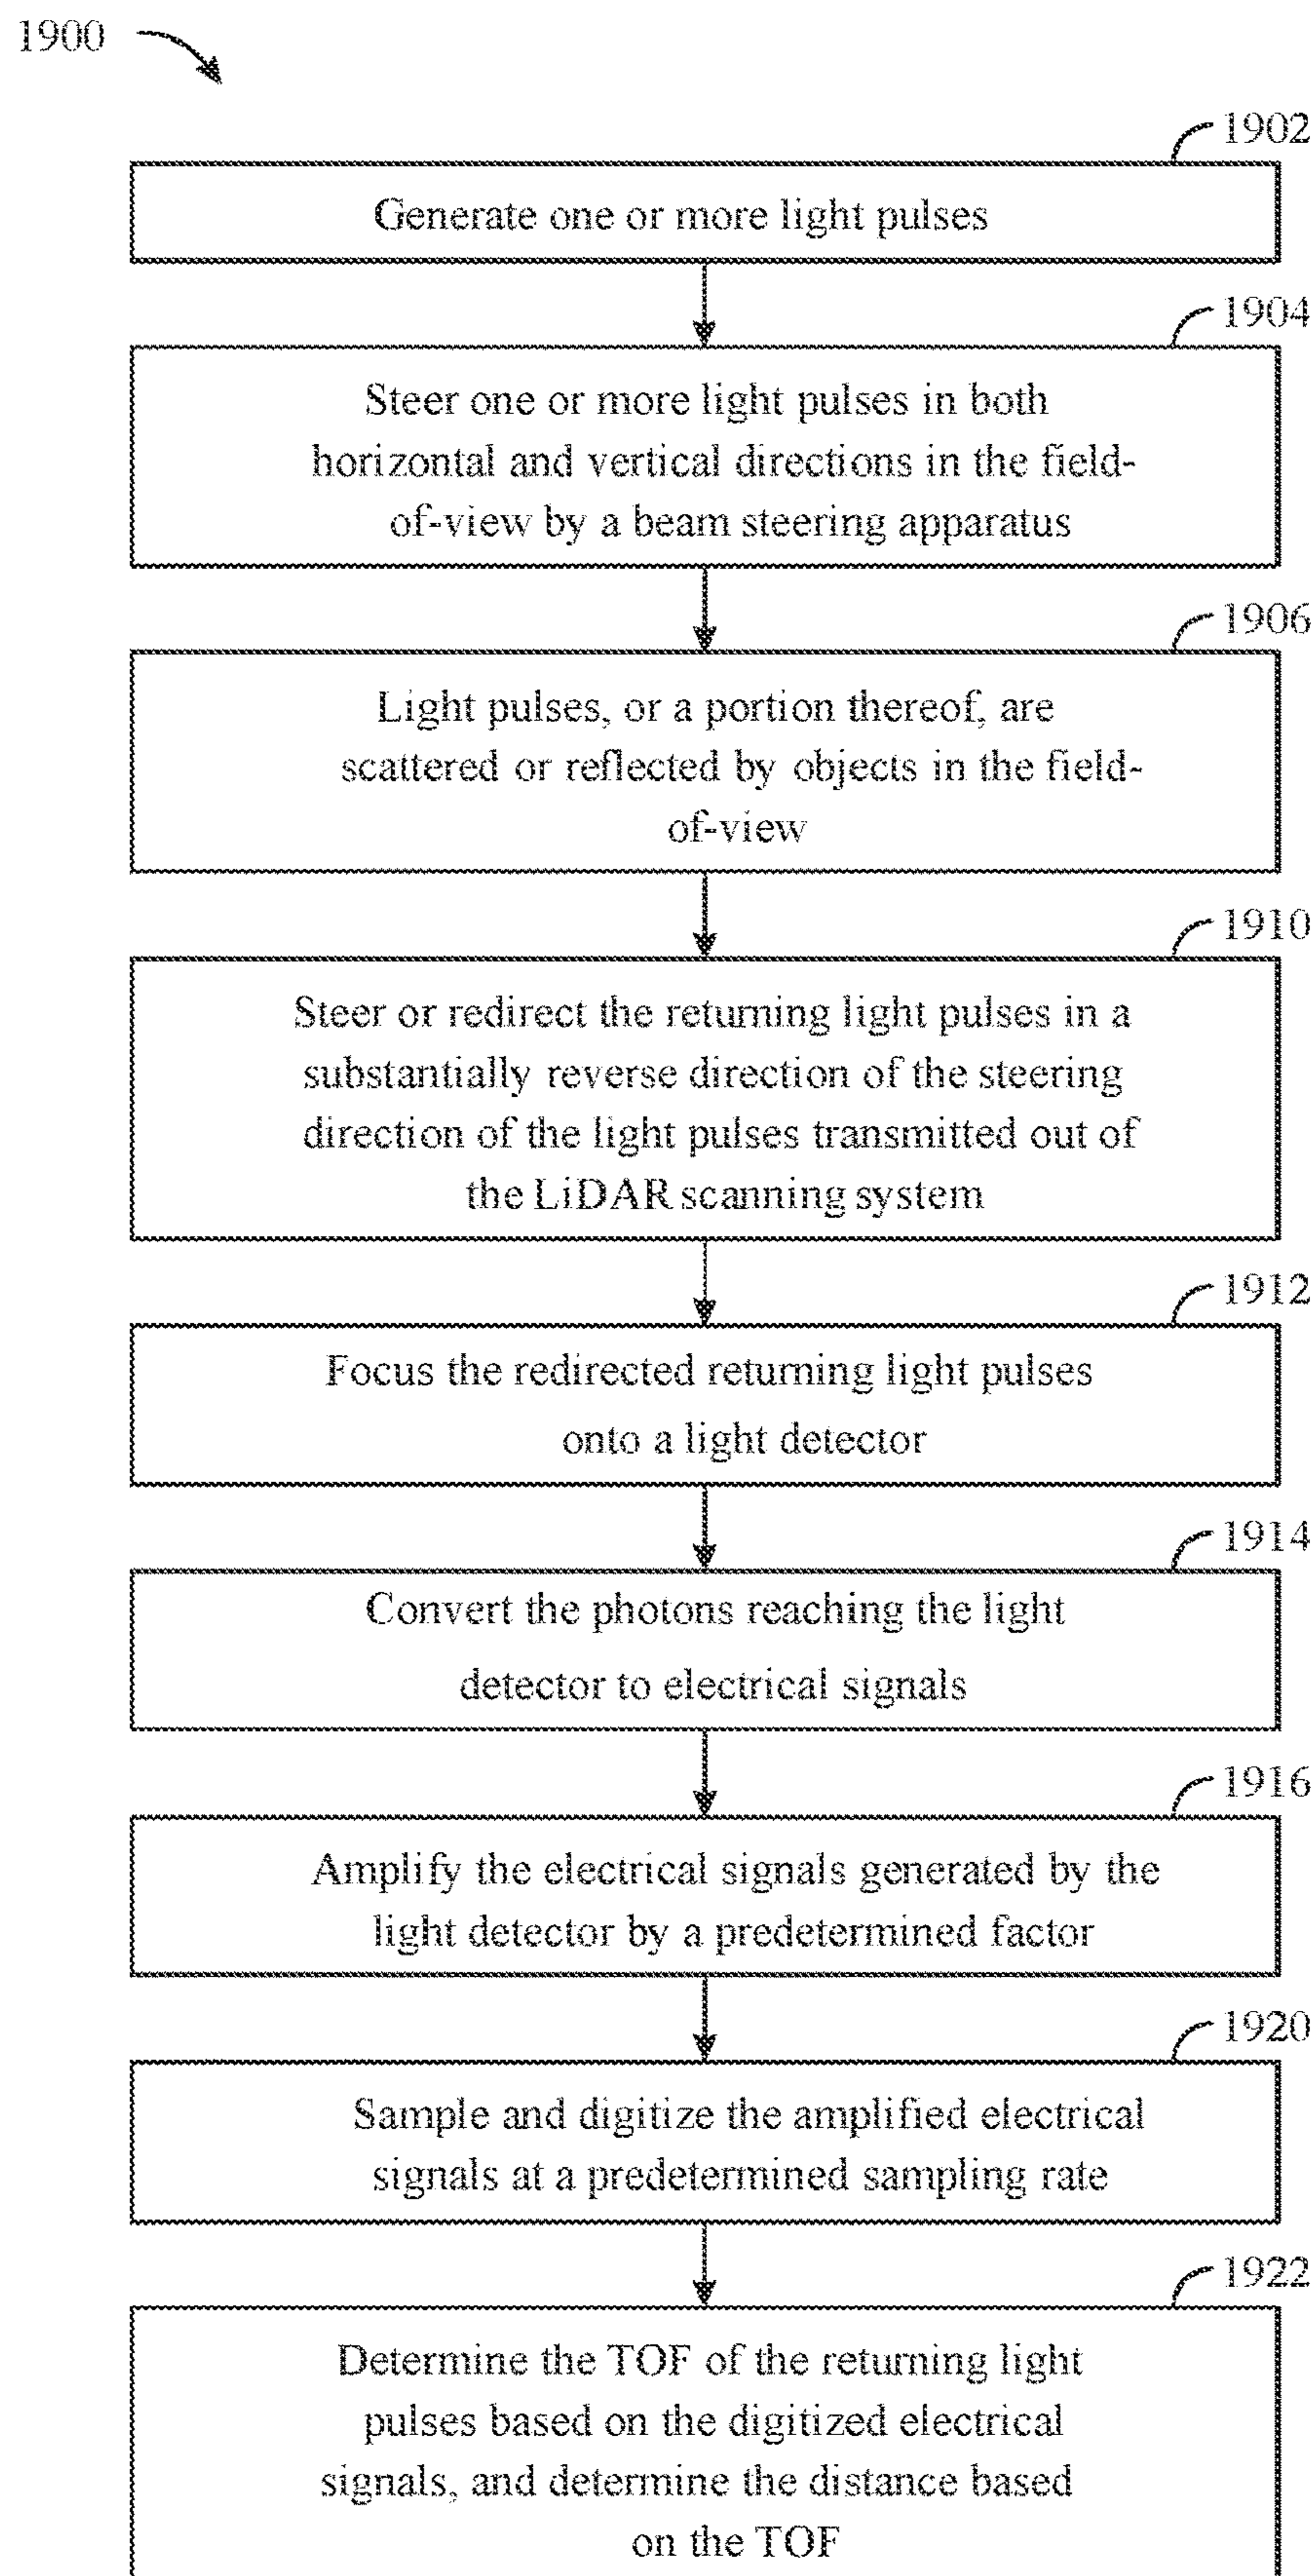 1900
1902
Generate one or more light pulses
1904
Steer one or more light pulses in both
horizontal and vertical directions in the field-
of-view by a beam steering apparatus
1906
Light pulses, or a portion thereof, are
scattered or reflected by objects in the field-
of-view
1910
Steer or redirect the returning light pulses in a
substantially reverse direction of the steering
direction of the light pulses transmitted out of
the LiDAR scanning system
1912
Focus the redirected returning light pulses
onto a light detector
1914
Convert the photons reaching the light
detector to electrical signals
1916
Amplify the electrical signals generated by the
light detector by a predetermined factor
1920
Sample and digitize the amplified electrical
signals at a predetermined sampling rate
1922
Determine the TOF of the returning light
pulses based on the digitized electrical
signals, and determine the distance based
on the TOF